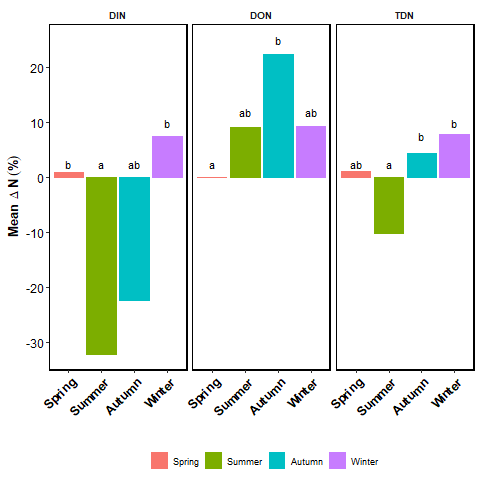 DIN DON TDN
Mean Δ N (%)
20
10
0
-10
-20
-30
b a ab b
a ab b ab
ab a b b
Spring Summer Autumn Winter Spring Summer Autumn Winter Spring Summer Autumn Winter
Spring Summer Autumn Winter